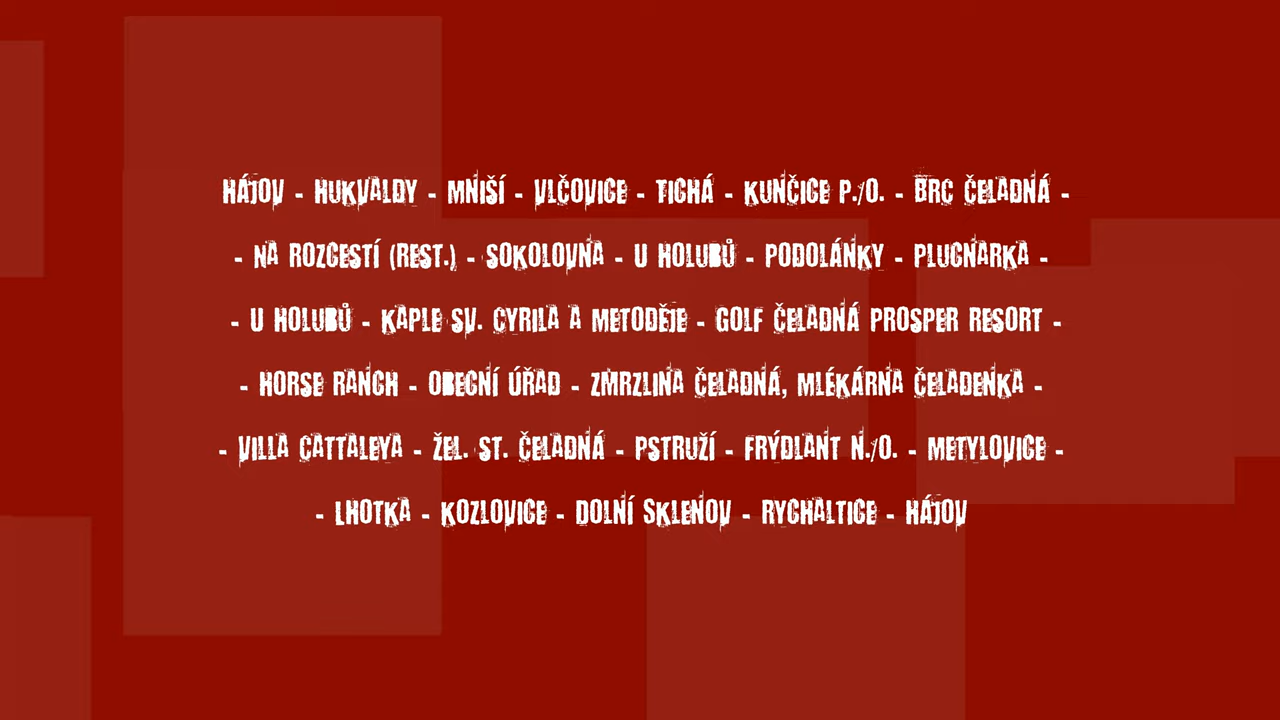 HÁJOV - HUKVALDY - MNIŠÍ - VLČOVICE - TICHÁ - KUNČICE P./O. - BRC ČELADNÁ -
- NA ROZCESTÍ (REST.) - SOKOLOVNA - U HOLUBŮ - PODOLÁNKY - PLUCNARKA -
- U HOLUBŮ - KAPLE SV. CYRILA A METODĚJE - GOLF ČELADNÁ PROSPER RESORT -
- HORSE RANCH - OBECNÍ ÚŘAD - ZMRZLINA ČELADNÁ, MLÉKÁRNA ČELADENKA -
- VILLA CATTALEYA - ŽEL. ST. ČELADNÁ - PSTRUŽÍ - FRÝDLANT N./O. - METYLOVICE -
- LHOTKA - KOZLOVICE - DOLNÍ SKLENOV - RYCHALTICE - HÁJOV